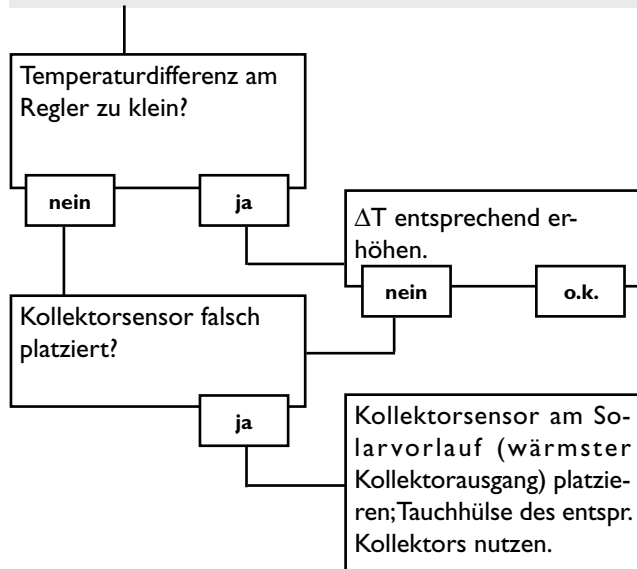 Temperaturdifferenz am
Regler zu klein?
nein
ja
ΔT entsprechend er-
höhen.
nein
o.k.
Kollektorsensor falsch
platziert?
ja
Kollektorsensor am So-
larvorlauf (wärmster
Kollektorausgang) platzie-
ren;Tauchhülse des entspr.
Kollektors nutzen.